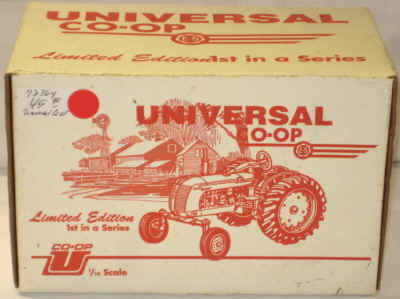 UNIVERSAL
CO-OP
Limited Edition 1st in a Series
45
UNIVERSAL
CO-OP
Limited Edition
1st in a Series
CO-OP
U
1/16 Scale